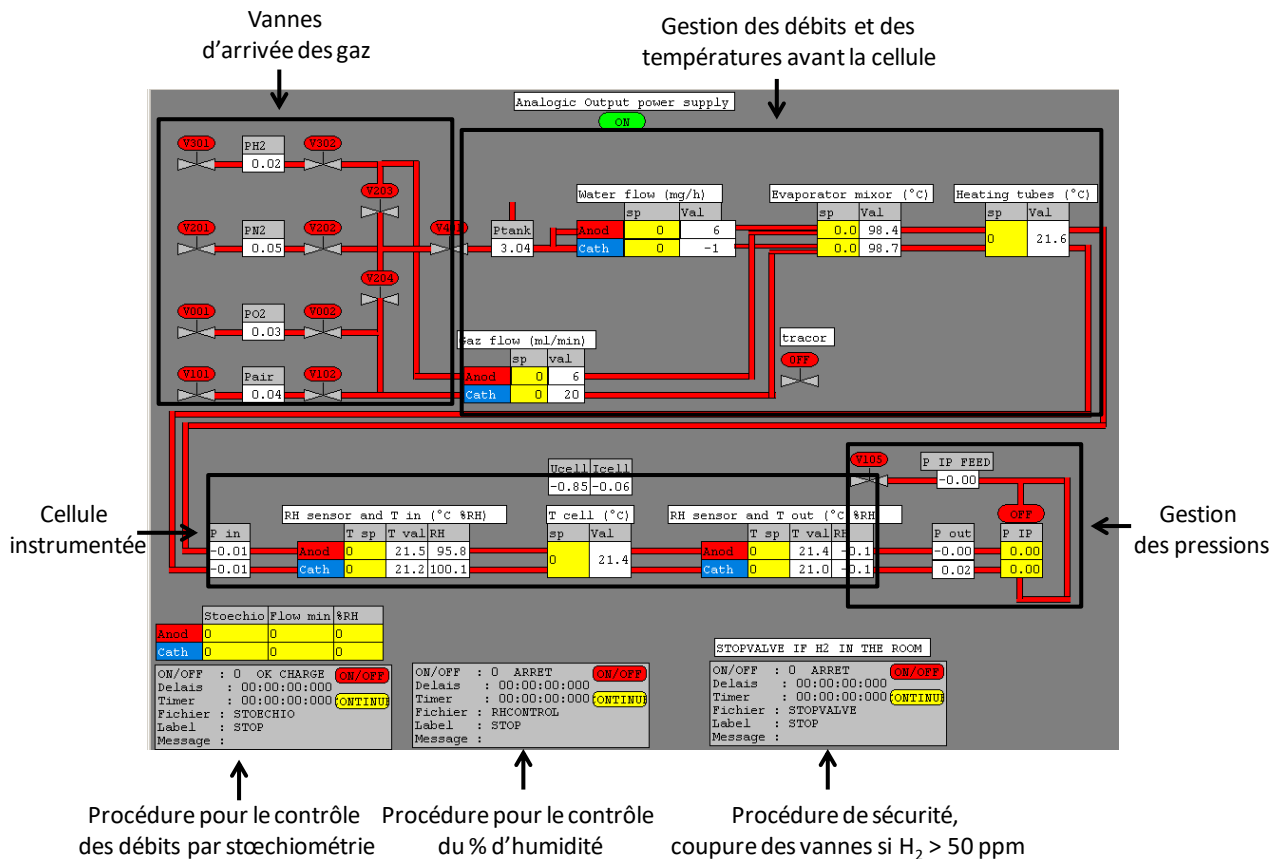 Vannes
d'arrivée des gaz
Gestion des débits et des
températures avant la cellule
Analogic Output power supply
ON
V301 PH2 V302
0.02
V203
V201 PN2 V202
0.05
V401
Ptank
3.04
Water flow (mg/h)
sp Val
Anod 0 6
Cath 0 -1
Evaporator mixor (°C)
sp Val
0.0 98.4
0.0 98.7
Heating tubes (°C)
sp Val
0 21.6
V204
V001 PO2 V002
0.03
V101 Pair V102
0.04
Gaz flow (ml/min)
sp val
Anod 0 6
Cath 0 20
tracor
OFF
Cellule
instrumentée
Ucell Icell
-0.85 -0.06
P in
-0.01
-0.01
RH sensor and T in (°C %RH)
T sp T val RH
Anod 0 21.5 95.8
Cath 0 21.2 100.1
T cell (°C)
sp Val
0 21.4
RH sensor and T out (°C %RH)
T sp T val RH
Anod 0 21.4 -0.1
Cath 0 21.0 -0.1
V105 P IP FEED
-0.00
OFF
P out P IP
-0.00 0.00
0.02 0.00
Gestion
des pressions
Stoechio Flow min %RH
Anod 0 0 0
Cath 0 0 0
ON/OFF : 0 OK CHARGE ON/OFF
Delais : 00:00:00:000
Timer : 00:00:00:000 CONTINUE
Fichier : STOECHIO
Label : STOP
Message :
ON/OFF : 0 ARRET ON/OFF
Delais : 00:00:00:000
Timer : 00:00:00:000 CONTINUE
Fichier : RHCONTROL
Label : STOP
Message :
STOPVALVE IF H2 IN THE ROOM
ON/OFF : 0 ARRET ON/OFF
Delais : 00:00:00:000
Timer : 00:00:00:000 CONTINUE
Fichier : STOPVALVE
Label : STOP
Message :
Procédure pour le contrôle
des débits par stœchiométrie
Procédure pour le contrôle
du % d'humidité
Procédure de sécurité,
coupure des vannes si H2 > 50 ppm